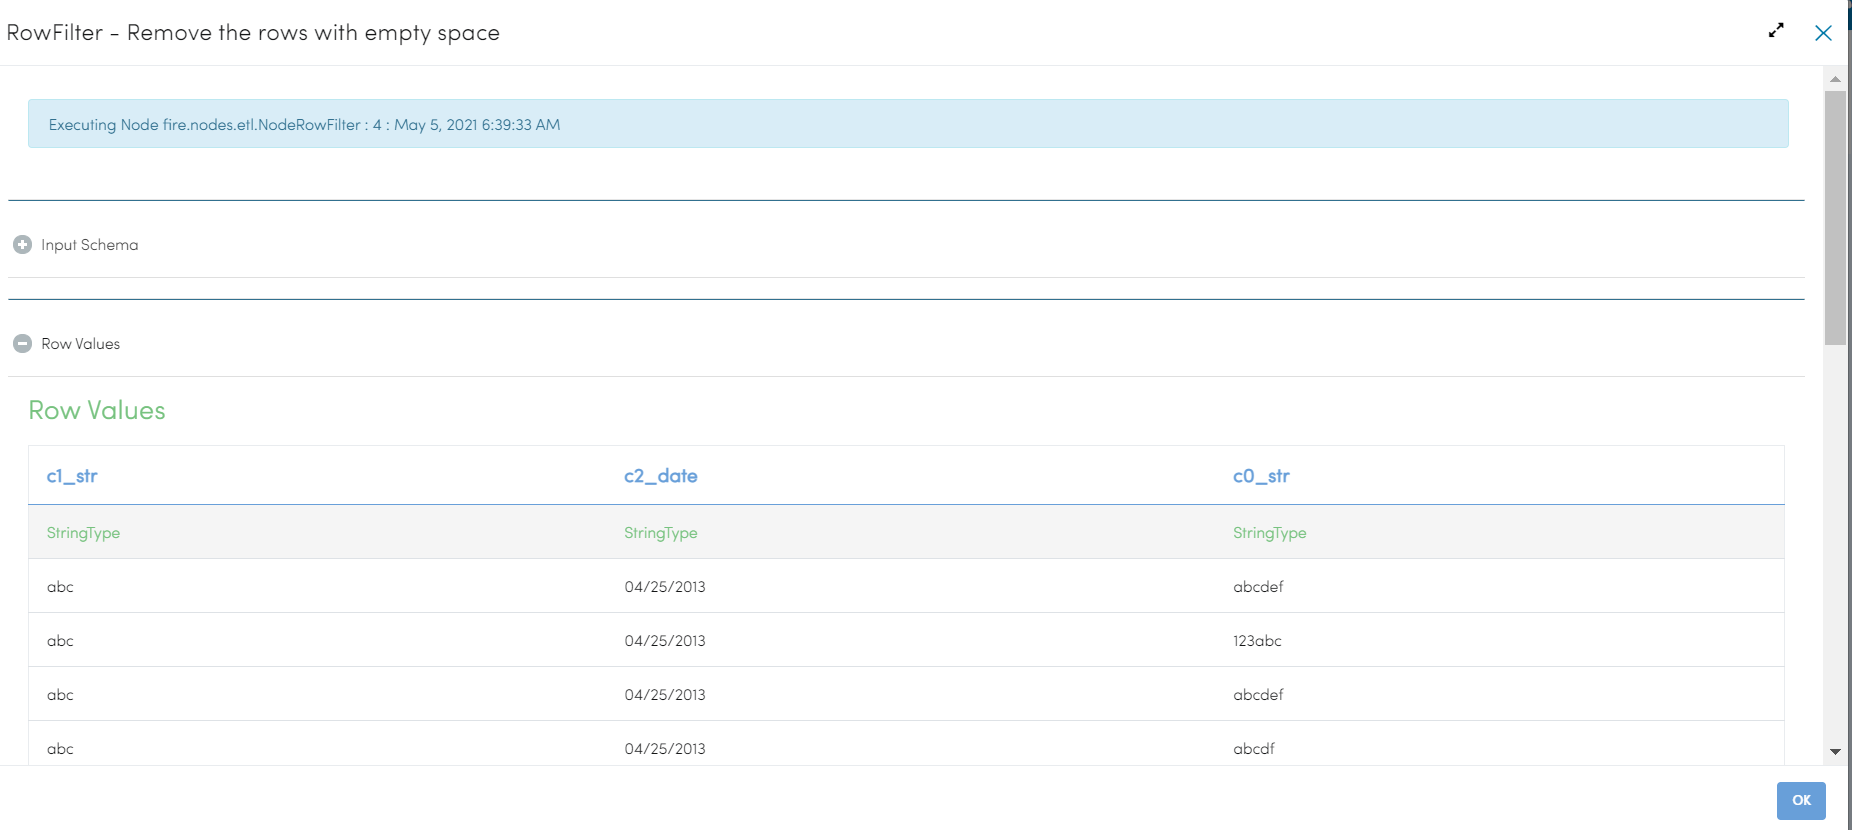 RowFilter - Remove the rows with empty space
Executing Node fire.nodes.etl.NodeRowFilter : 4 : May 5, 2021 6:39:33 AM
Input Schema
Row Values
Row Values
c1_str c2_date c0_str
StringType StringType StringType
abc 04/25/2013 abcdef
abc 04/25/2013 123abc
abc 04/25/2013 abcdef
abc 04/25/2013 abcdf
OK